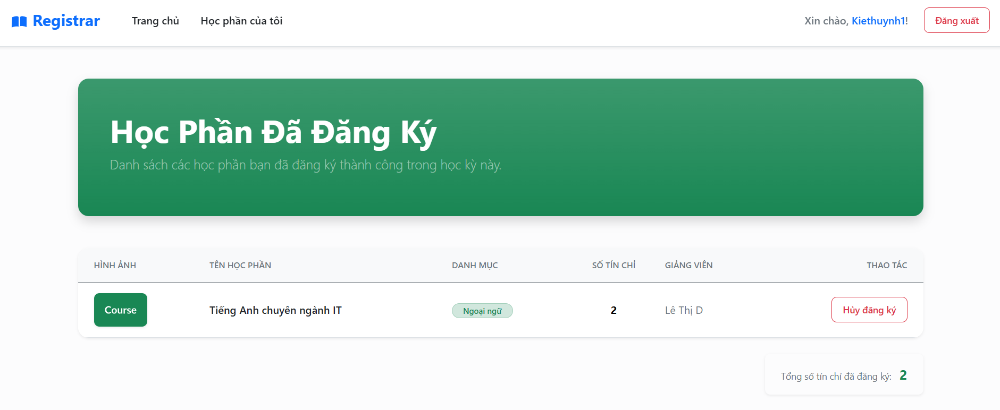 Registrar Trang chủ Học phần của tôi Xin chào, Kiethuynh1! Đăng xuất
Học Phần Đã Đăng Ký
Danh sách các học phần bạn đã đăng ký thành công trong học kỳ này.
HÌNH ẢNH TÊN HỌC PHẦN DANH MỤC SỐ TÍN CHỈ GIẢNG VIÊN THAO TÁC
Course Tiếng Anh chuyên ngành IT Ngoại ngữ 2 Lê Thị D Hủy đăng ký
Tổng số tín chỉ đã đăng ký: 2